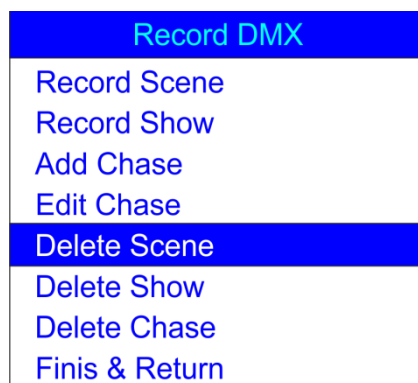 Record DMX
Record Scene
Record Show
Add Chase
Edit Chase
Delete Scene
Delete Show
Delete Chase
Finis & Return